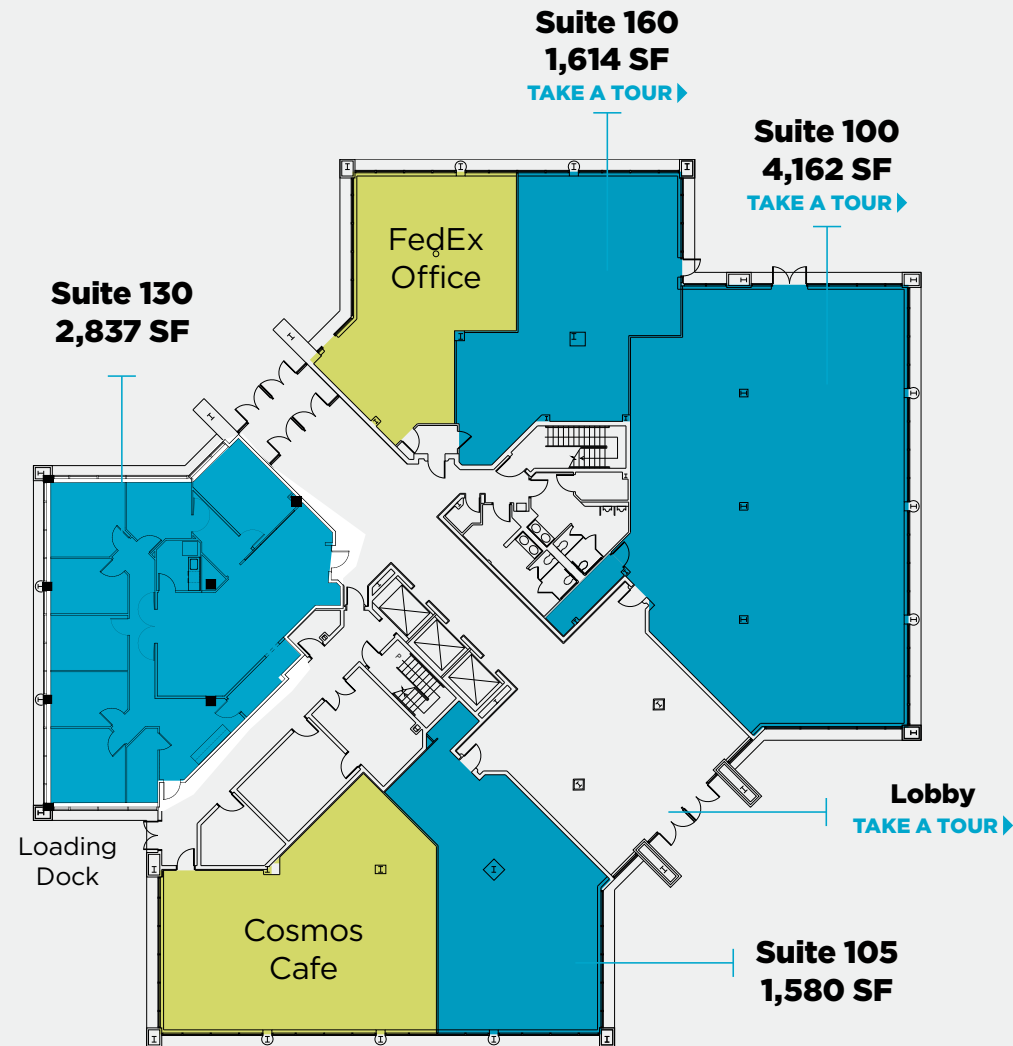 Suite 160
1,614 SF
TAKE A TOUR
Suite 100
4,162 SF
TAKE A TOUR
FedEx
Office
Suite 130
2,837 SF
Lobby
TAKE A TOUR
Loading
Dock
Cosmos
Cafe
Suite 105
1,580 SF